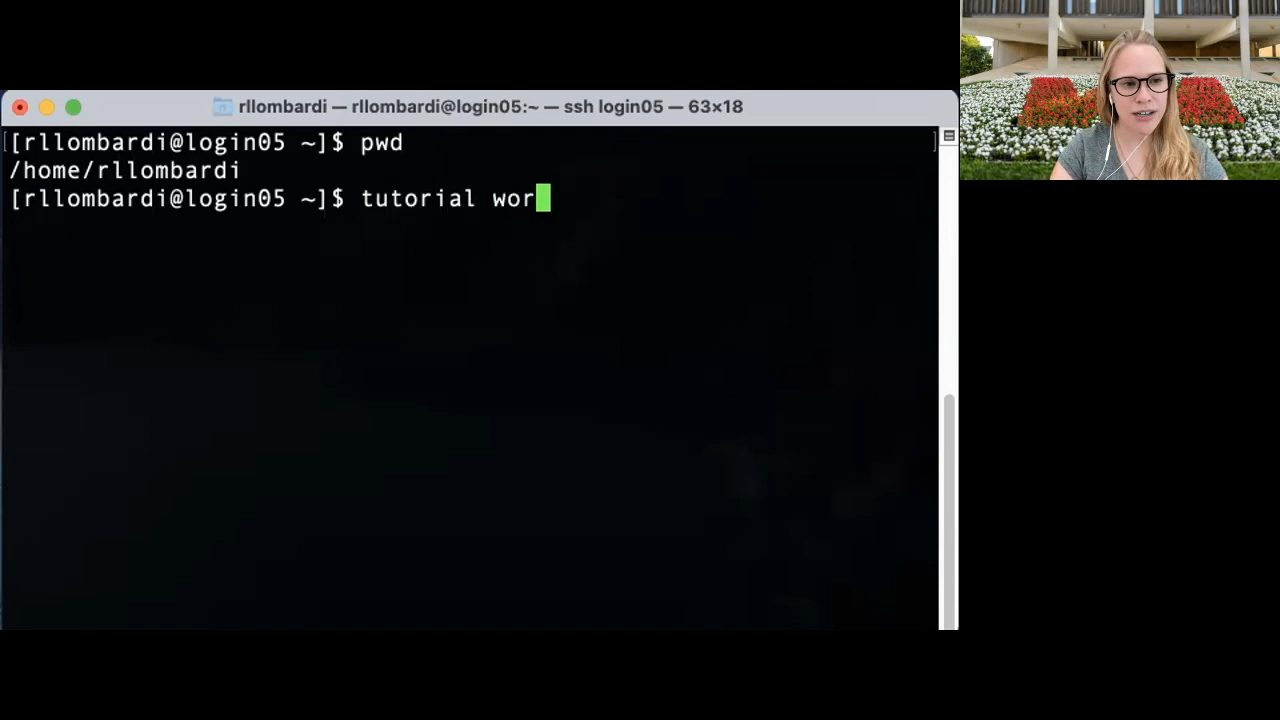 rllombardi — rllombardi@login05:~ — ssh login05 — 63×18
[rllombardi@login05 ~]$ pwd
/home/rllombardi
[rllombardi@login05 ~]$ tutorial wor